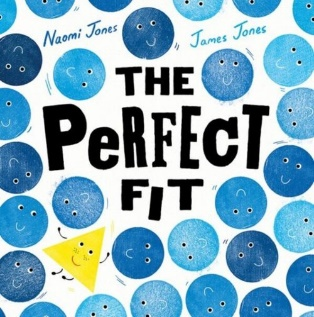 Naomi Jones
James Jones
THE
PeRFECT
FIT